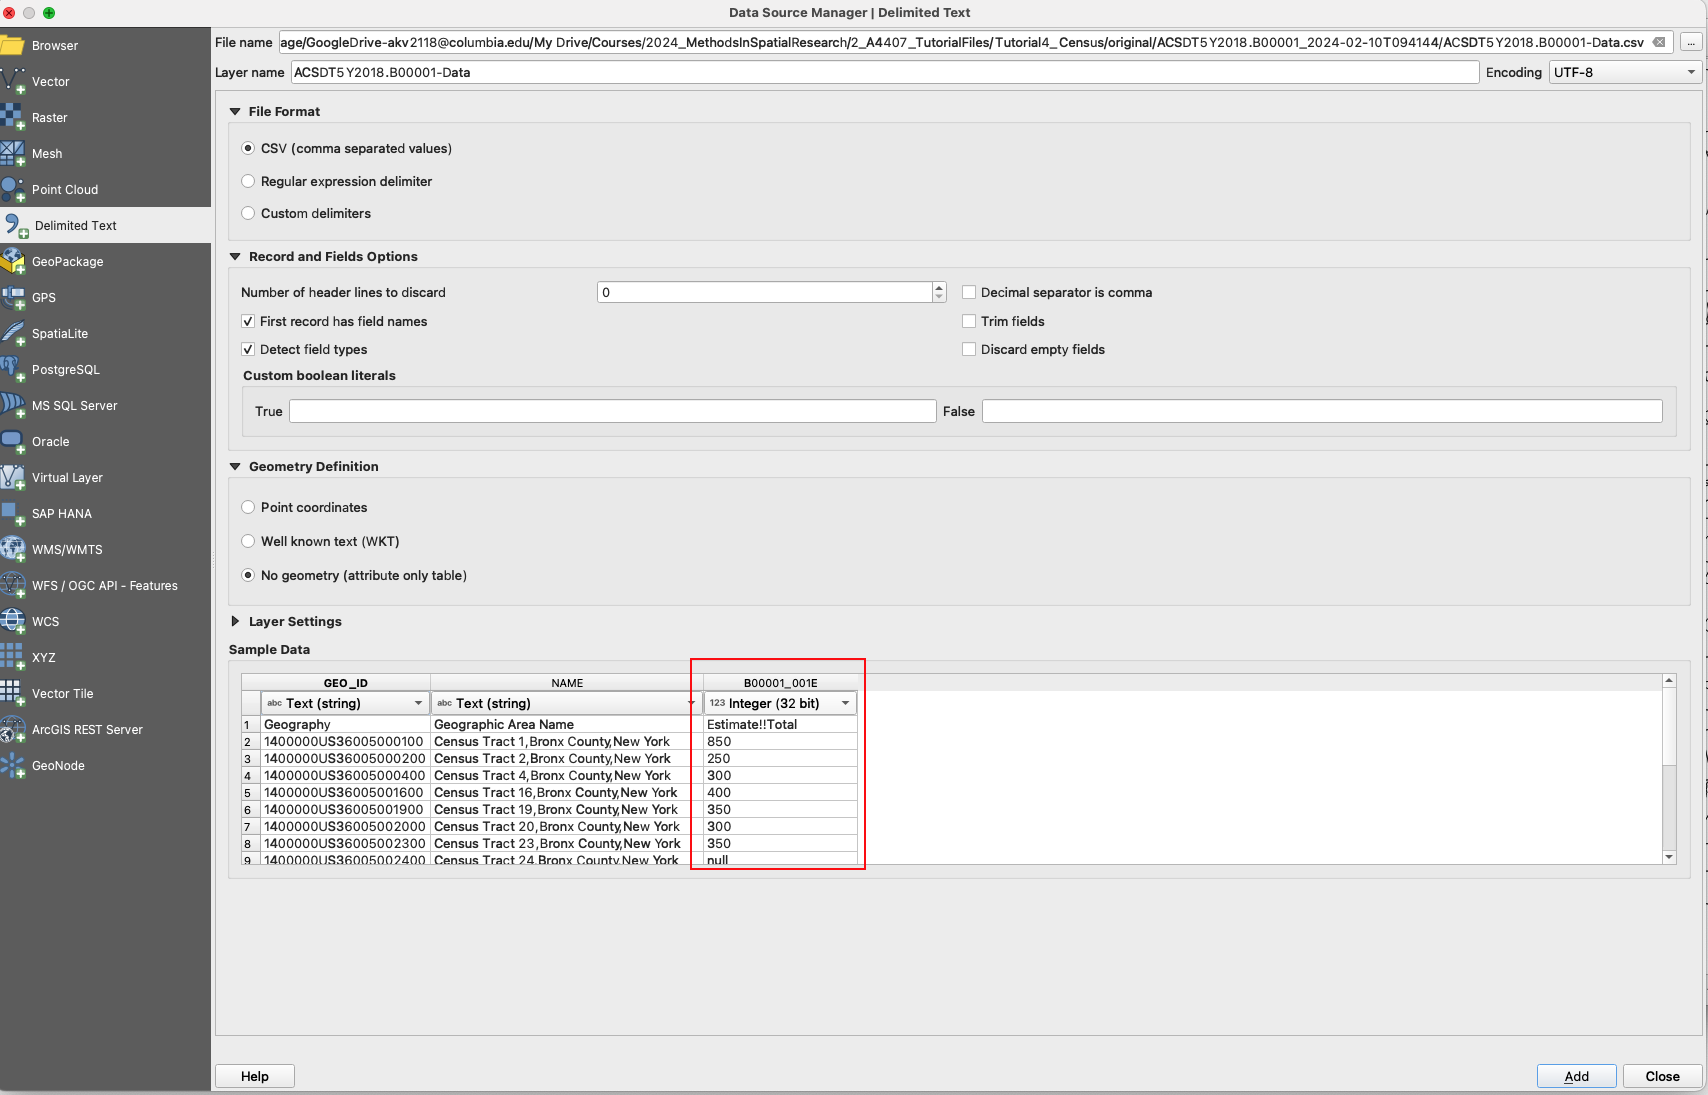 Data Source Manager | Delimited Text
Browser
Vector
Raster
Mesh
Point Cloud
Delimited Text
GeoPackage
GPS
SpatiaLite
PostgreSQL
MS SQL Server
Oracle
Virtual Layer
SAP HANA
WMS/WMTS
WFS / OGC API - Features
WCS
XYZ
Vector Tile
ArcGIS REST Server
GeoNode
File name age/GoogleDrive-akv2118@columbia.edu/My Drive/Courses/2024_MethodsInSpatialResearch/2_A4407_TutorialFiles/Tutorial4_Census/original/ACSDT5Y2018.B00001_2024-02-10T094144/ACSDT5Y2018.B00001-Data.csv ...
Layer name ACSDT5Y2018.B00001-Data Encoding UTF-8
File Format
CSV (comma separated values)
Regular expression delimiter
Custom delimiters
Record and Fields Options
Number of header lines to discard 0 Decimal separator is comma
First record has field names Trim fields
Detect field types Discard empty fields
Custom boolean literals
True False
Geometry Definition
Point coordinates
Well known text (WKT)
No geometry (attribute only table)
Layer Settings
Sample Data
GEO_ID NAME B00001_001E
abc Text (string) abc Text (string) 123 Integer (32 bit)
1 Geography Geographic Area Name Estimate!!Total
2 1400000US36005000100 Census Tract 1,Bronx County,New York 850
3 1400000US36005000200 Census Tract 2,Bronx County,New York 250
4 1400000US36005000400 Census Tract 4,Bronx County,New York 300
5 1400000US36005001600 Census Tract 16,Bronx County,New York 400
6 1400000US36005001900 Census Tract 19,Bronx County,New York 350
7 1400000US36005002000 Census Tract 20,Bronx County,New York 300
8 1400000US36005002300 Census Tract 23,Bronx County,New York 350
9 1400000US36005002400 Census Tract 24,Bronx County,New York null
Help Add Close